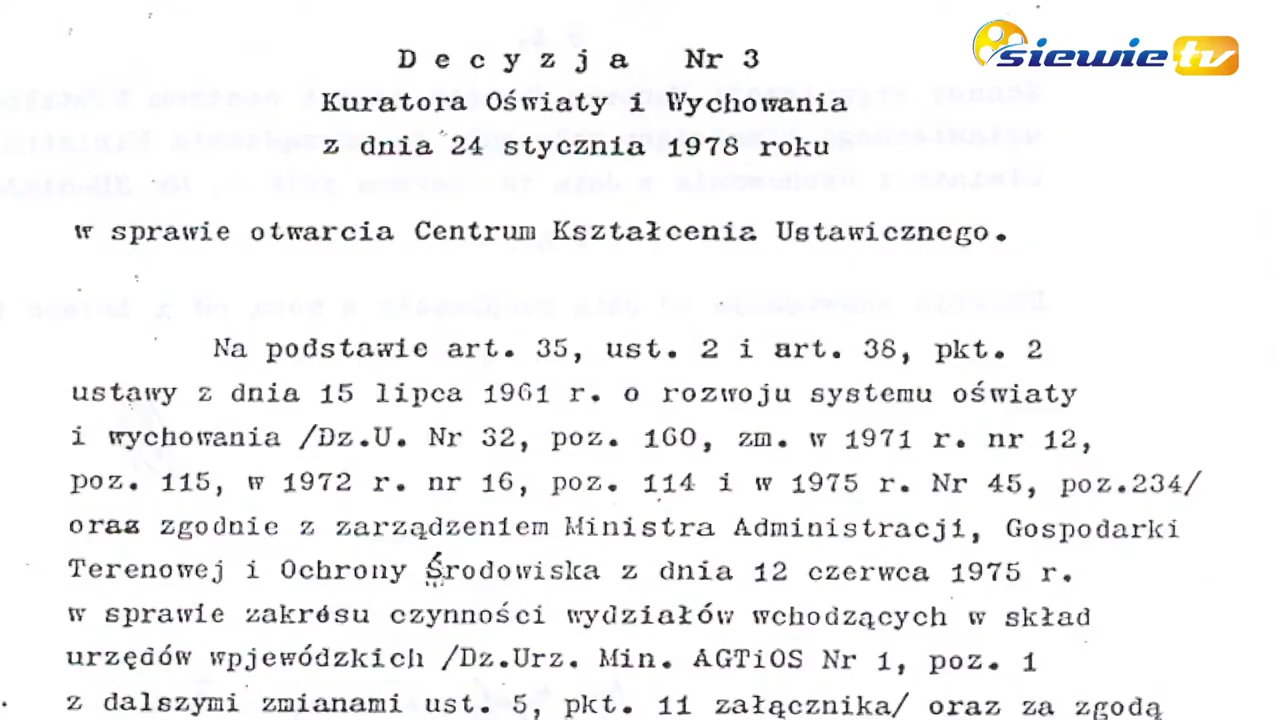 siewie tv
D e c y z j a Nr 3
Kuratora Oświaty i Wychowania
z dnia 24 stycznia 1978 roku
w sprawie otwarcia Centrum Kształcenia Ustawicznego.
Na podstawie art. 35, ust. 2 i art. 38, pkt. 2
ustawy z dnia 15 lipca 1961 r. o rozwoju systemu oświaty
i wychowania /Dz.U. Nr 32, poz. 160, zm. w 1971 r. nr 12,
poz. 115, w 1972 r. nr 16, poz. 114 i w 1975 r. Nr 45, poz.234/
oraz zgodnie z zarządzeniem Ministra Administracji, Gospodarki
Terenowej i Ochrony Środowiska z dnia 12 czerwca 1975 r.
w sprawie zakrésu czynności wydziałów wchodzących w skład
urzędów wpjewódzkich /Dz.Urz. Min. AGTiOS Nr 1, poz. 1
z dalszymi zmianami ust. 5, pkt. 11 załącznika/ oraz za zgodą